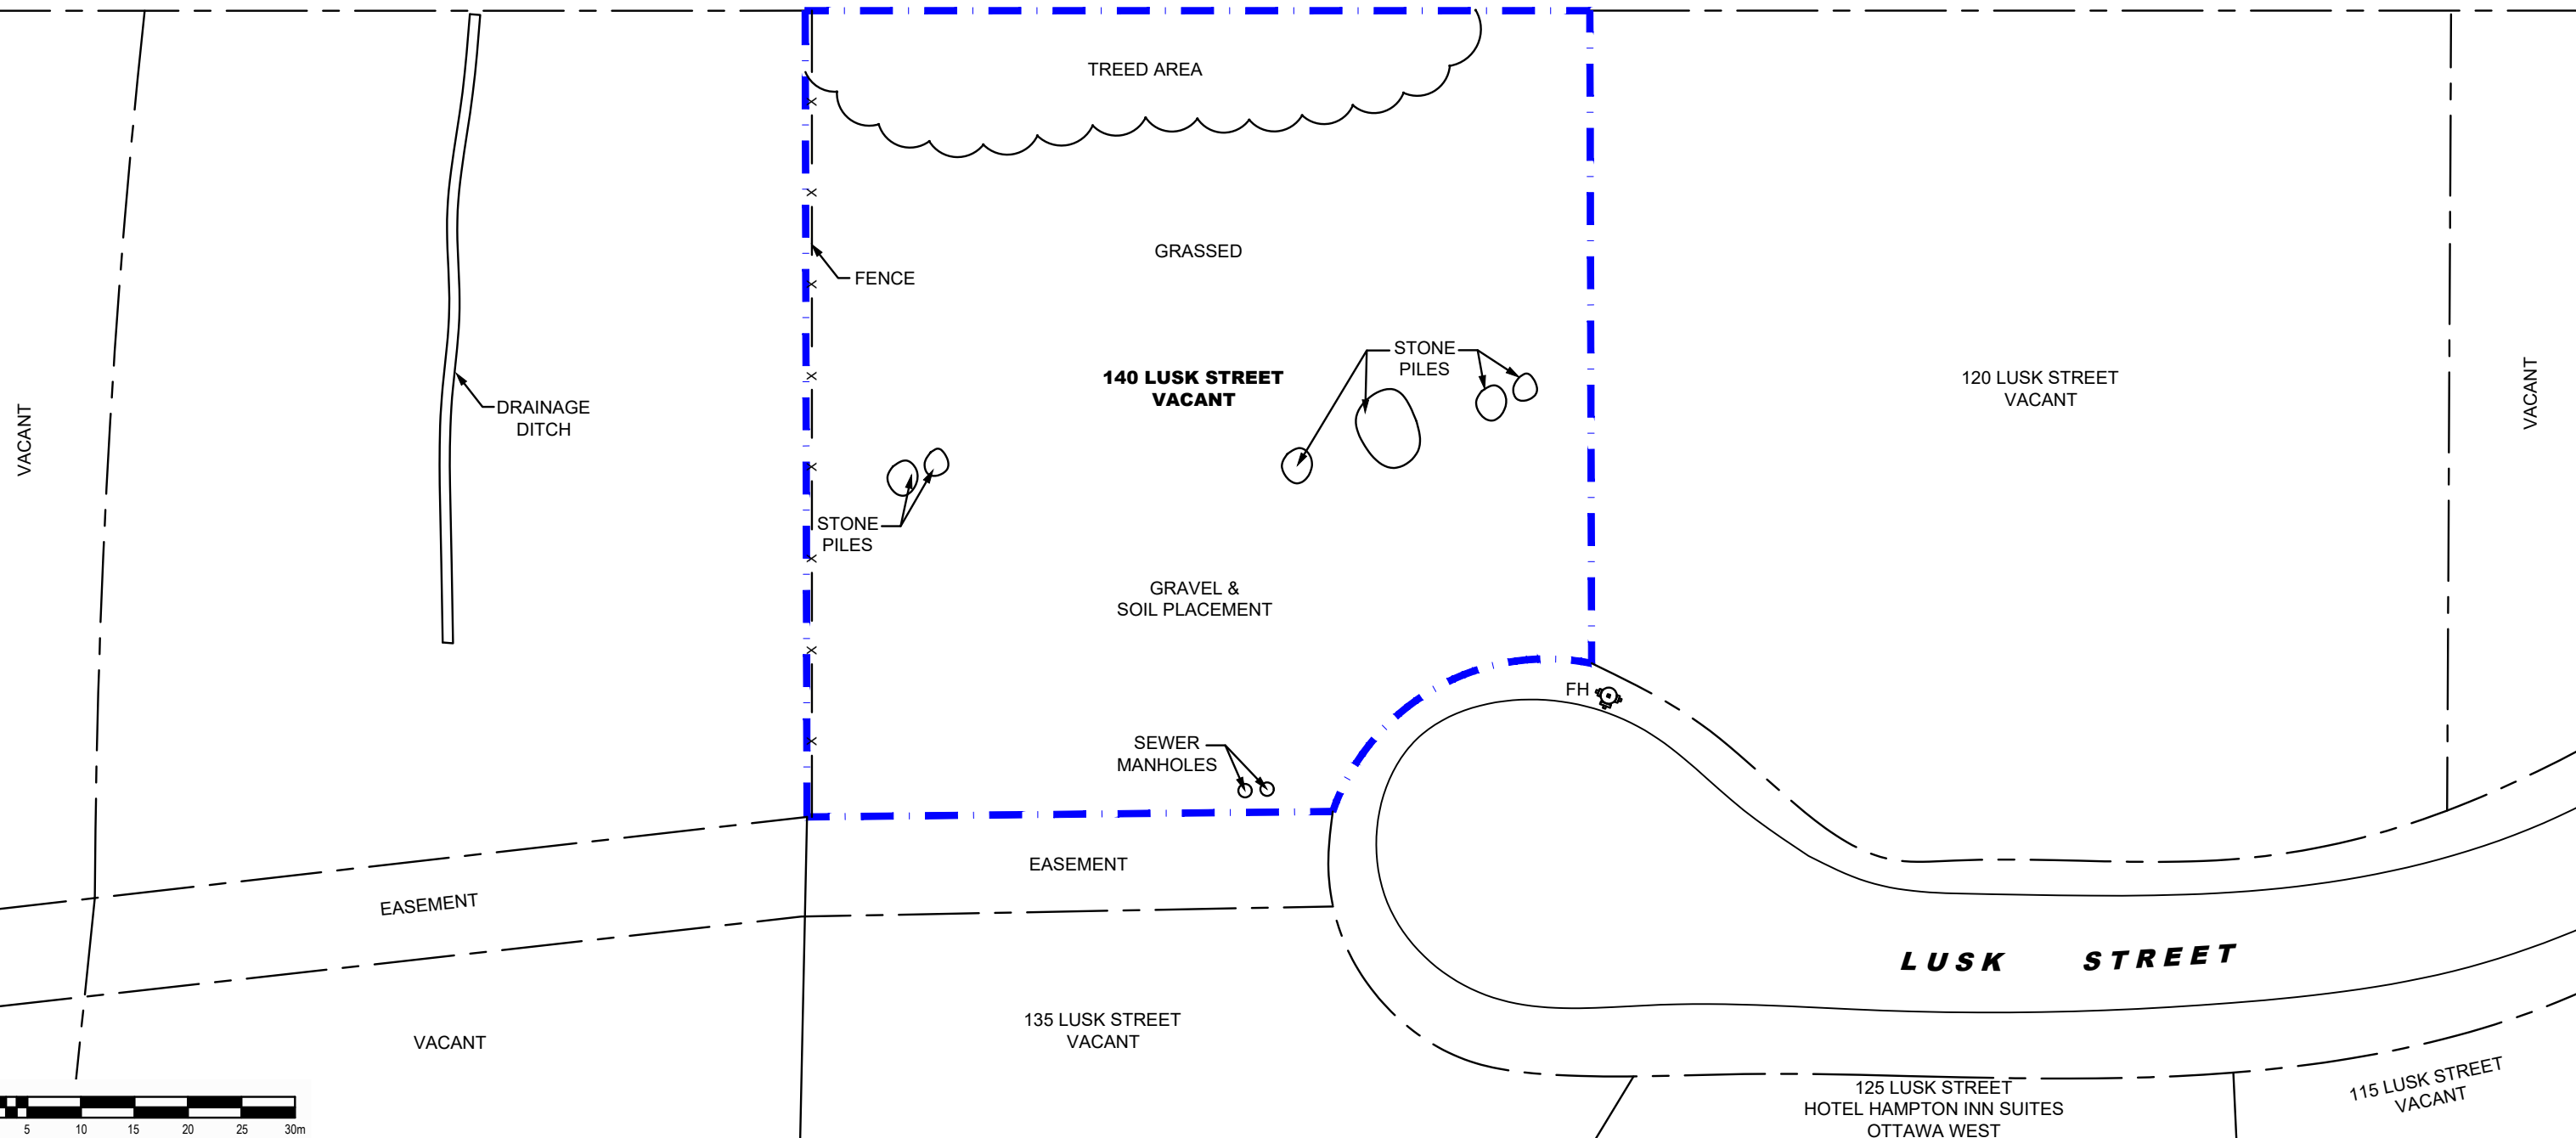 TREED AREA
GRASSED
FENCE
STONE
PILES
140 LUSK STREET
VACANT
120 LUSK STREET
VACANT
VACANT
VACANT
DRAINAGE
DITCH
STONE
PILES
GRAVEL &
SOIL PLACEMENT
FH
SEWER
MANHOLES
EASEMENT
EASEMENT
LUSK STREET
135 LUSK STREET
VACANT
VACANT
125 LUSK STREET
HOTEL HAMPTON INN SUITES
OTTAWA WEST
115 LUSK STREET
VACANT
5 10 15 20 25 30m